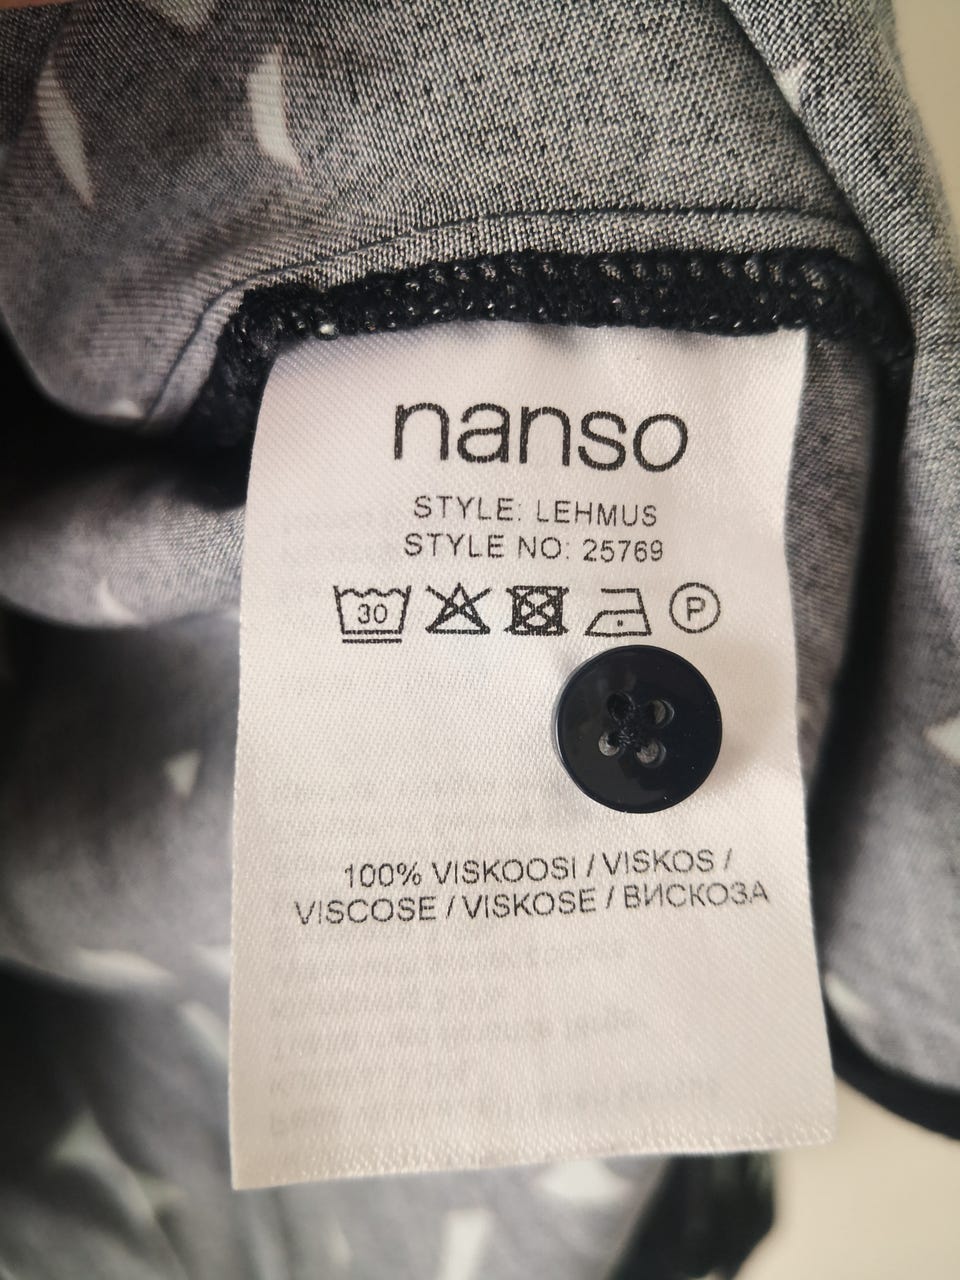 nanso
STYLE: LEHMUS
STYLE NO: 25769
30 P
100% VISKOOSI / VISKOS /
VISCOSE / VISKOSE / ВИСКОЗА